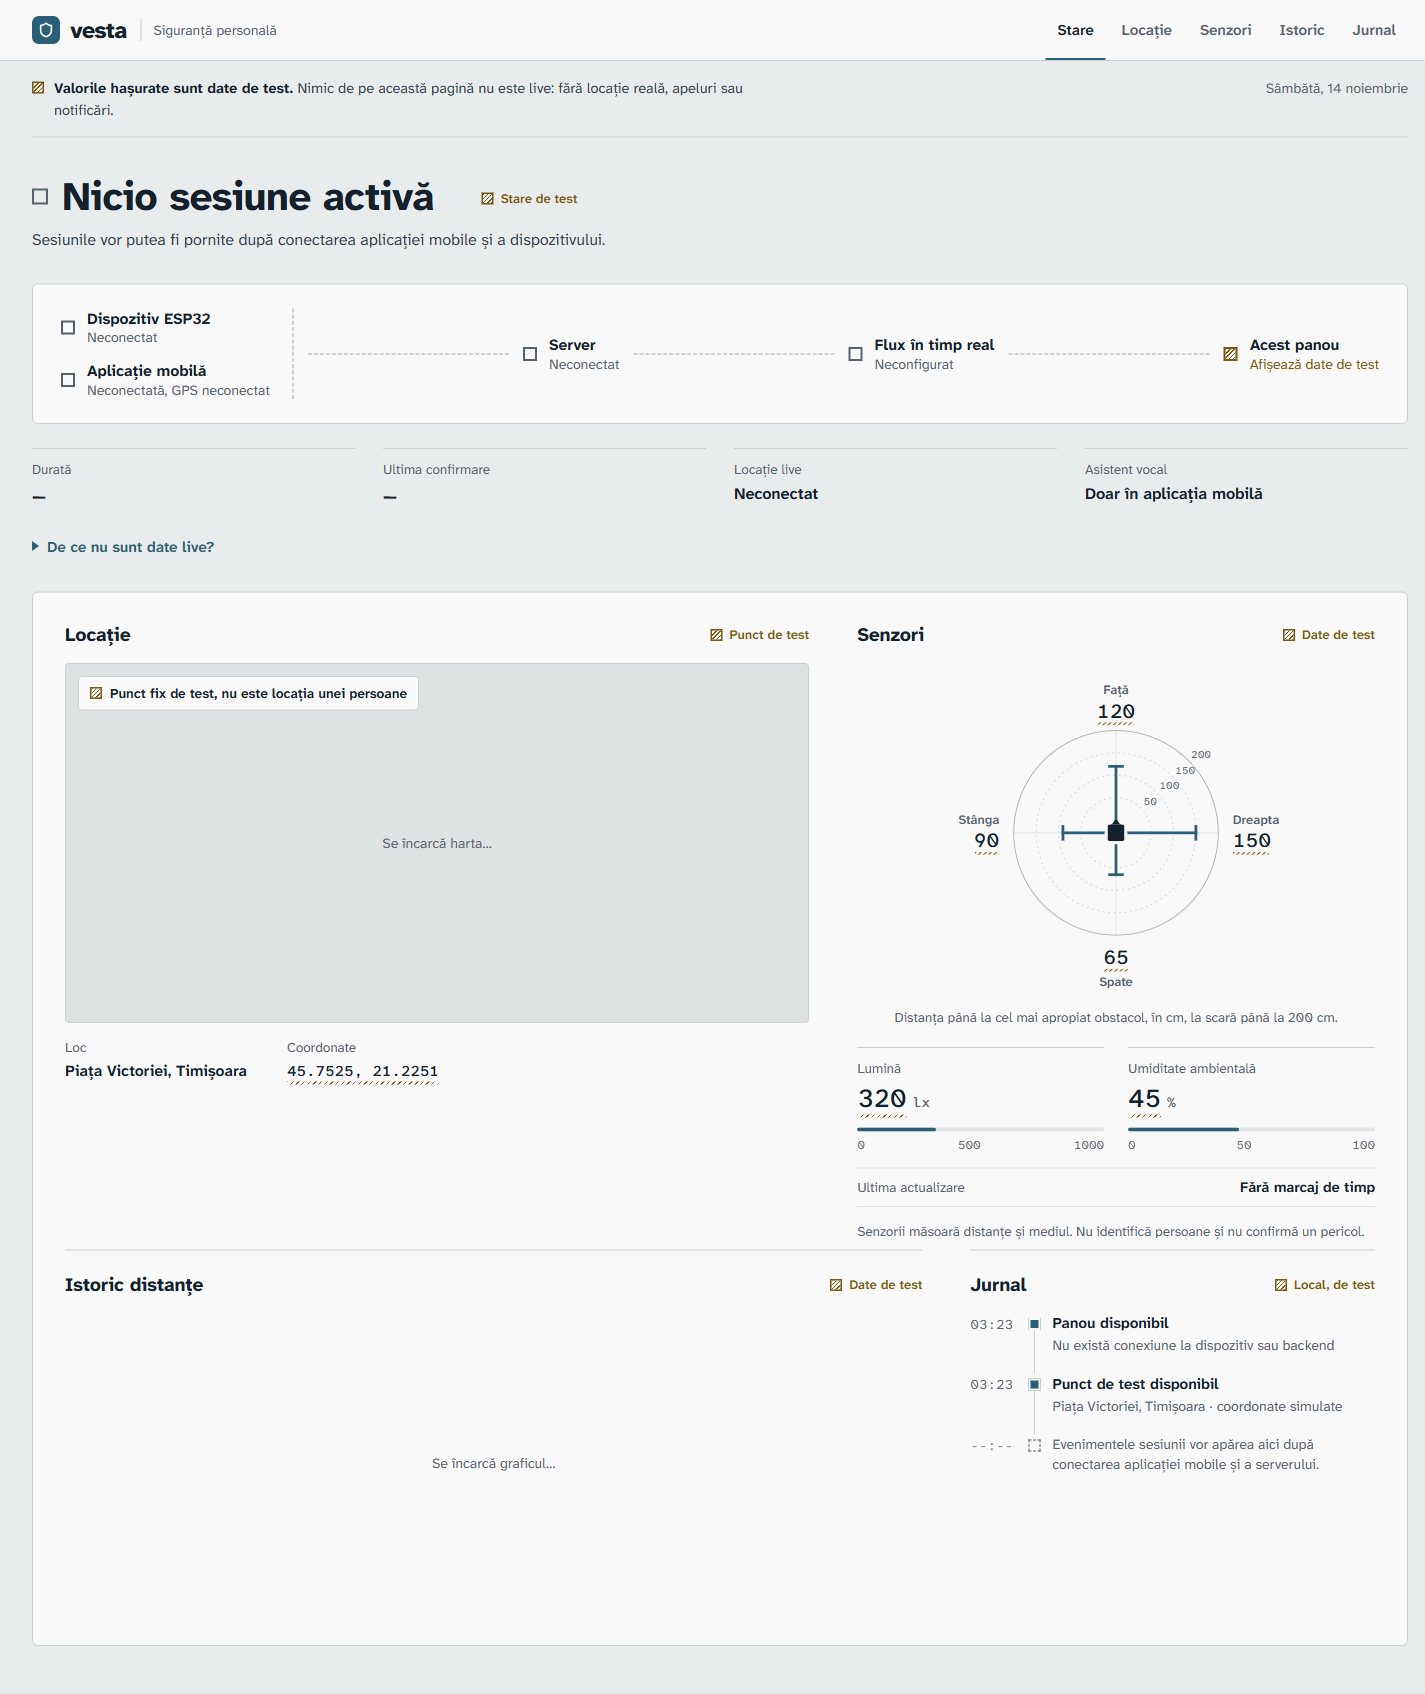 vesta
Siguranță personală
Stare
Locație
Senzori
Istoric
Jurnal
Valorile hașurate sunt date de test. Nimic de pe această pagină nu este live: fără locație reală, apeluri sau
notificări.
Sâmbătă, 14 noiembrie
Nicio sesiune activă
Stare de test
Sesiunile vor putea fi pornite după conectarea aplicației mobile și a dispozitivului.
Dispozitiv ESP32
Neconectat
Aplicație mobilă
Neconectată, GPS neconectat
Server
Neconectat
Flux în timp real
Neconfigurat
Acest panou
Afișează date de test
Durată
—
Ultima confirmare
—
Locație live
Neconectat
Asistent vocal
Doar în aplicația mobilă
De ce nu sunt date live?
Locație
Punct de test
Punct fix de test, nu este locația unei persoane
Se încarcă harta...
Loc
Piața Victoriei, Timișoara
Coordonate
45.7525, 21.2251
Senzori
Date de test
Față
120
200
150
100
50
Stânga
90
Dreapta
150
65
Spate
Distanța până la cel mai apropiat obstacol, în cm, la scară până la 200 cm.
Lumină
320 lx
0 500 1000
Umiditate ambientală
45 %
0 50 100
Ultima actualizare
Fără marcaj de timp
Senzorii măsoară distanțe și mediul. Nu identifică persoane și nu confirmă un pericol.
Istoric distanțe
Date de test
Se încarcă graficul...
Jurnal
Local, de test
03:23
Panou disponibil
Nu există conexiune la dispozitiv sau backend
03:23
Punct de test disponibil
Piața Victoriei, Timișoara · coordonate simulate
--:--
Evenimentele sesiunii vor apărea aici după
conectarea aplicației mobile și a serverului.